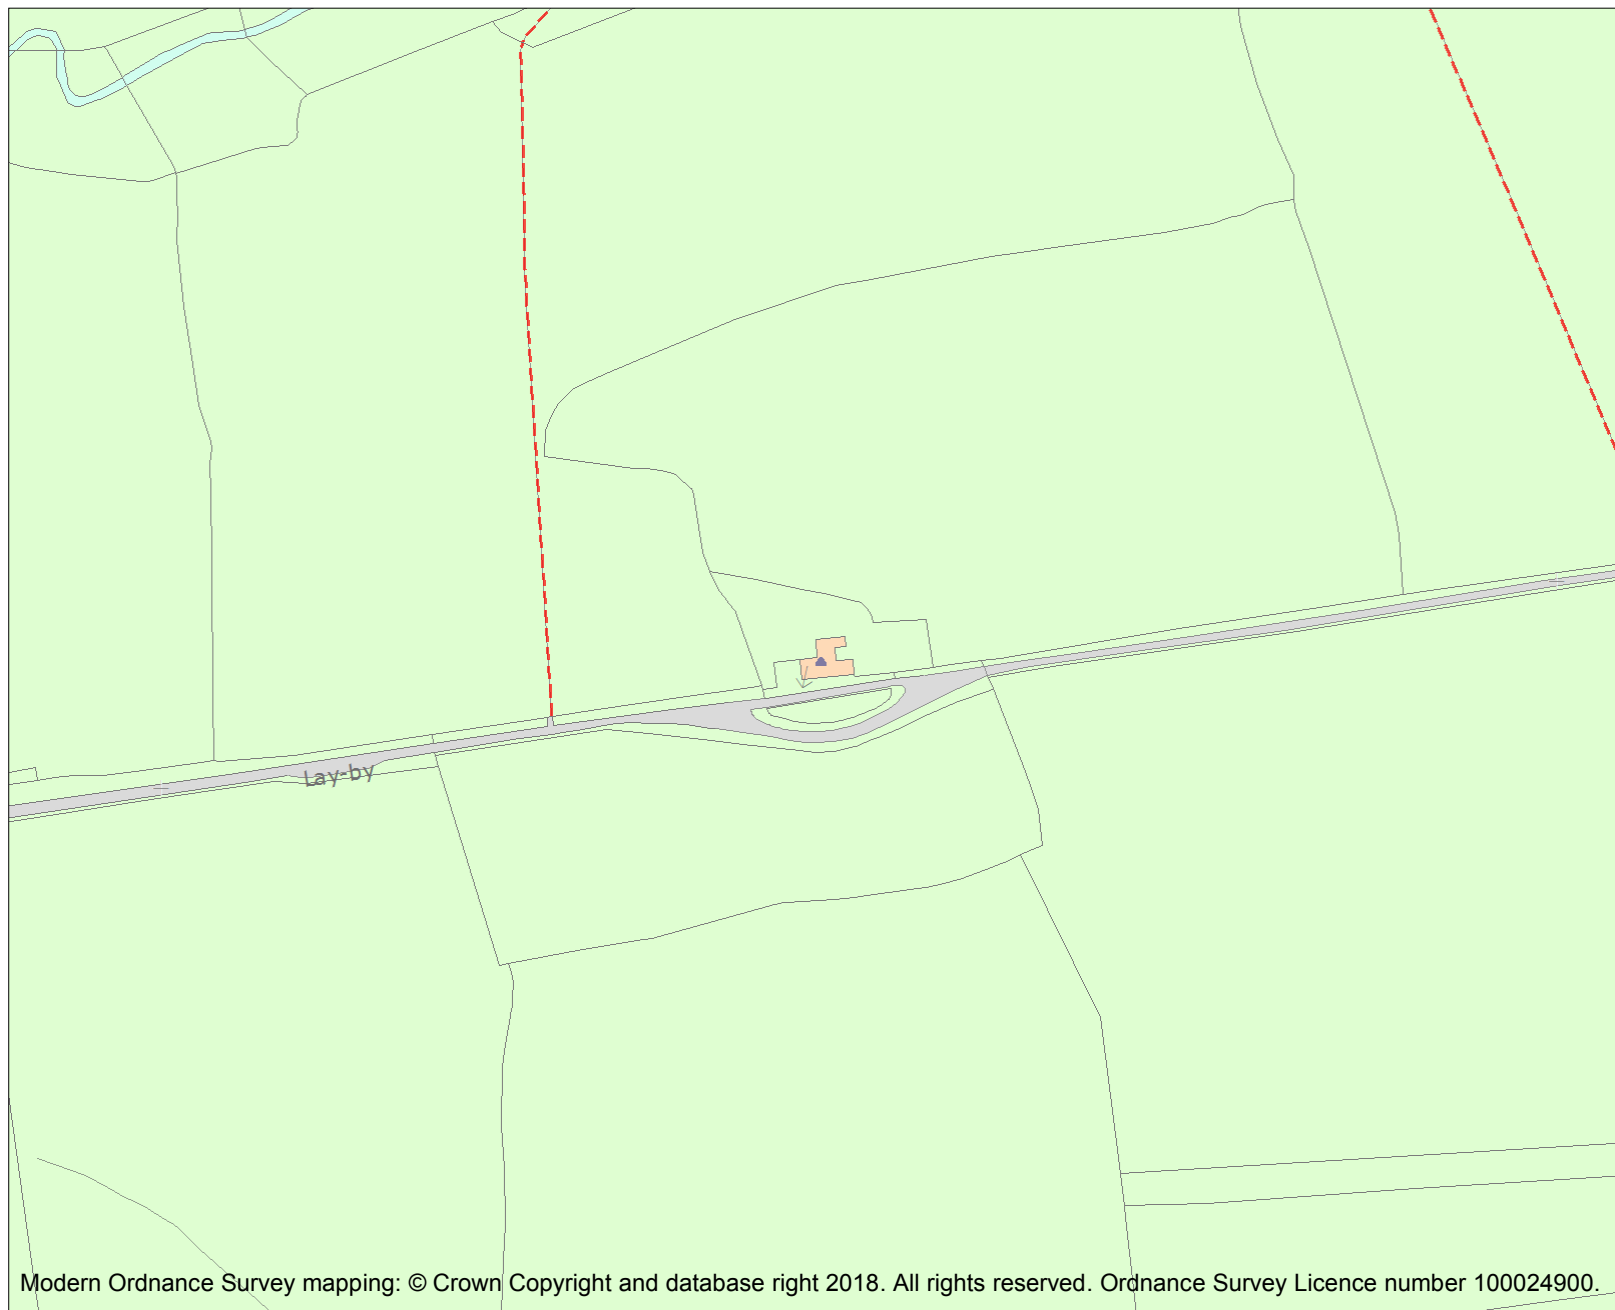 Lay-by
Modern Ordnance Survey mapping: © Crown Copyright and database right 2018. All rights reserved. Ordnance Survey Licence number 100024900.